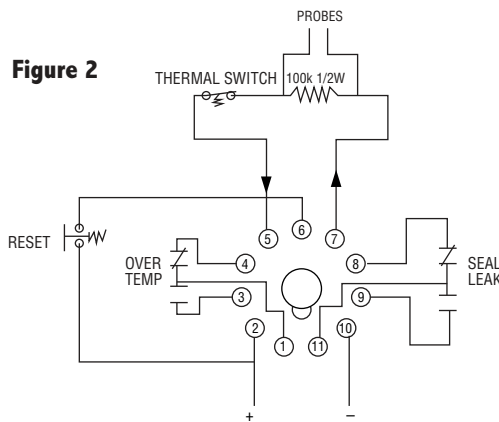 PROBES
Figure 2
THERMAL SWITCH
100k 1/2W
5
6
7
RESET
OVER
TEMP
4
8
SEAL
LEAK
3
9
2
1
11
10
+
–